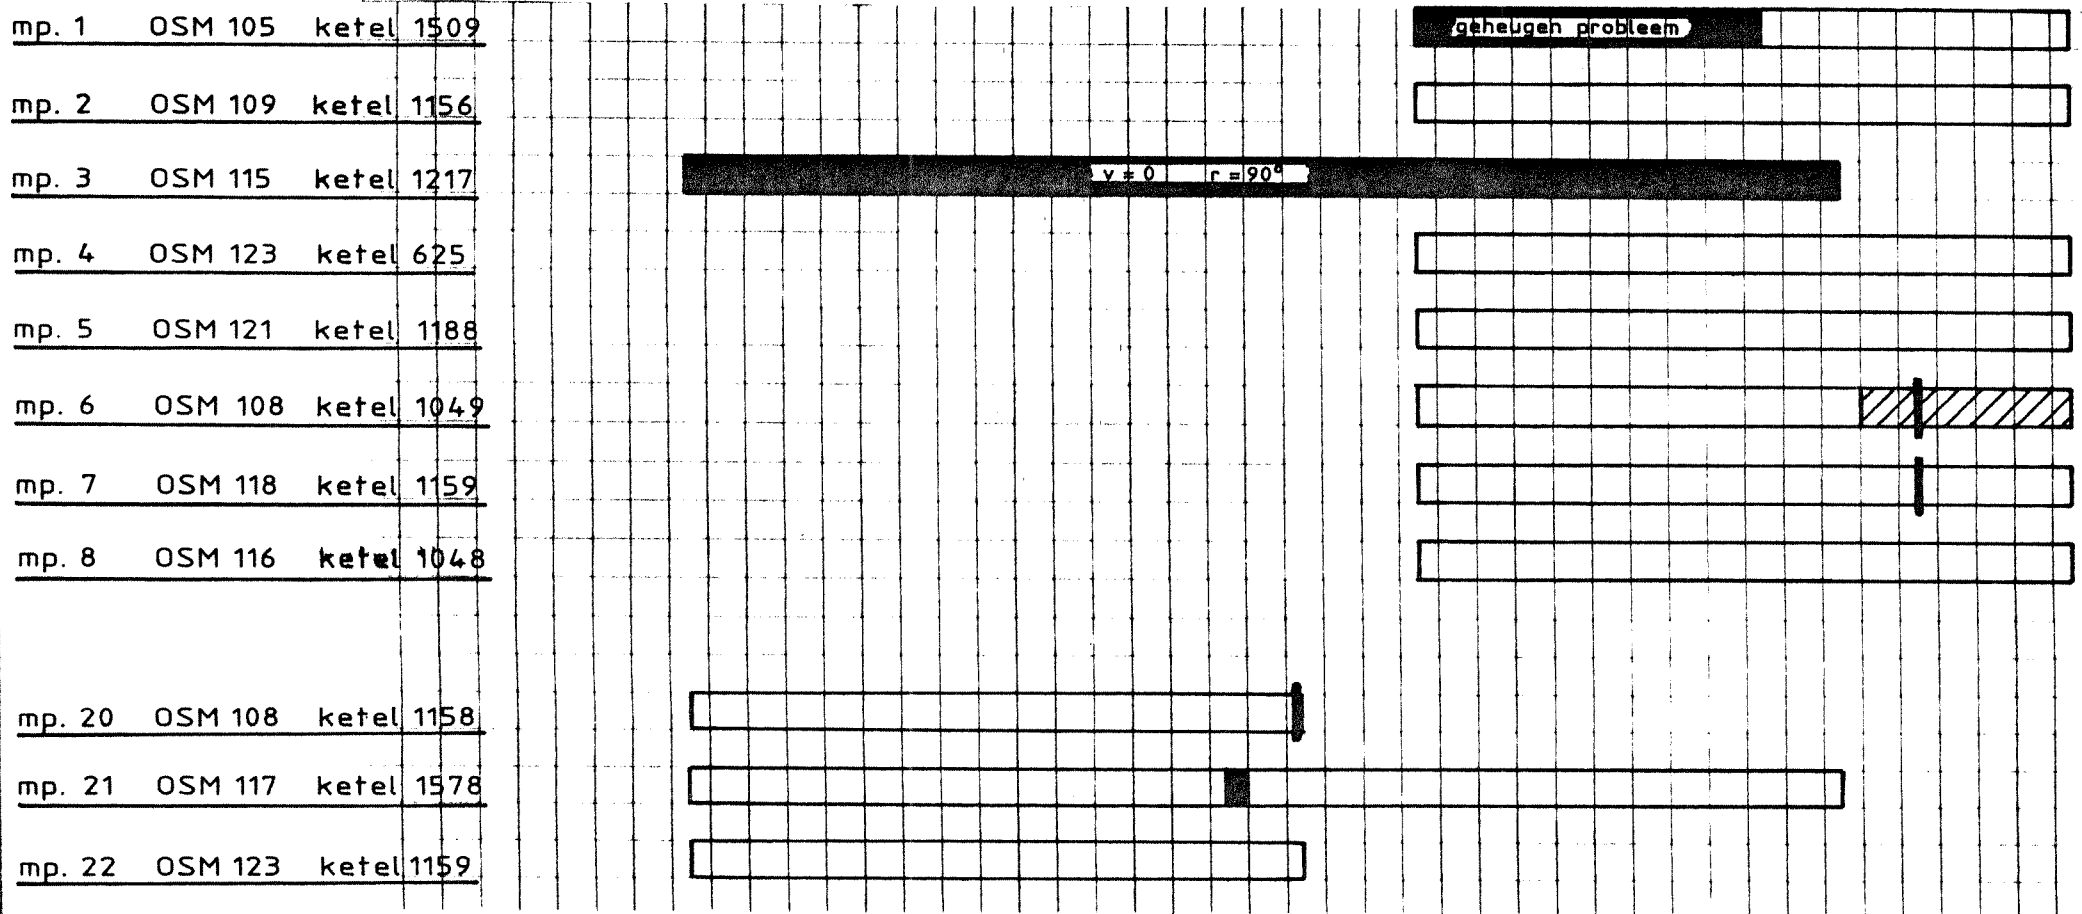 mp. 1 OSM 105 ketel 1509 geheugen probleem
mp. 2 OSM 109 ketel 1156
mp. 3 OSM 115 ketel 1217 v = 0 r = 90°
mp. 4 OSM 123 ketel 625
mp. 5 OSM 121 ketel 1188
mp. 6 OSM 108 ketel 1049
mp. 7 OSM 118 ketel 1159
mp. 8 OSM 116 ketel 1048
mp. 20 OSM 108 ketel 1158
mp. 21 OSM 117 ketel 1578
mp. 22 OSM 123 ketel 1159